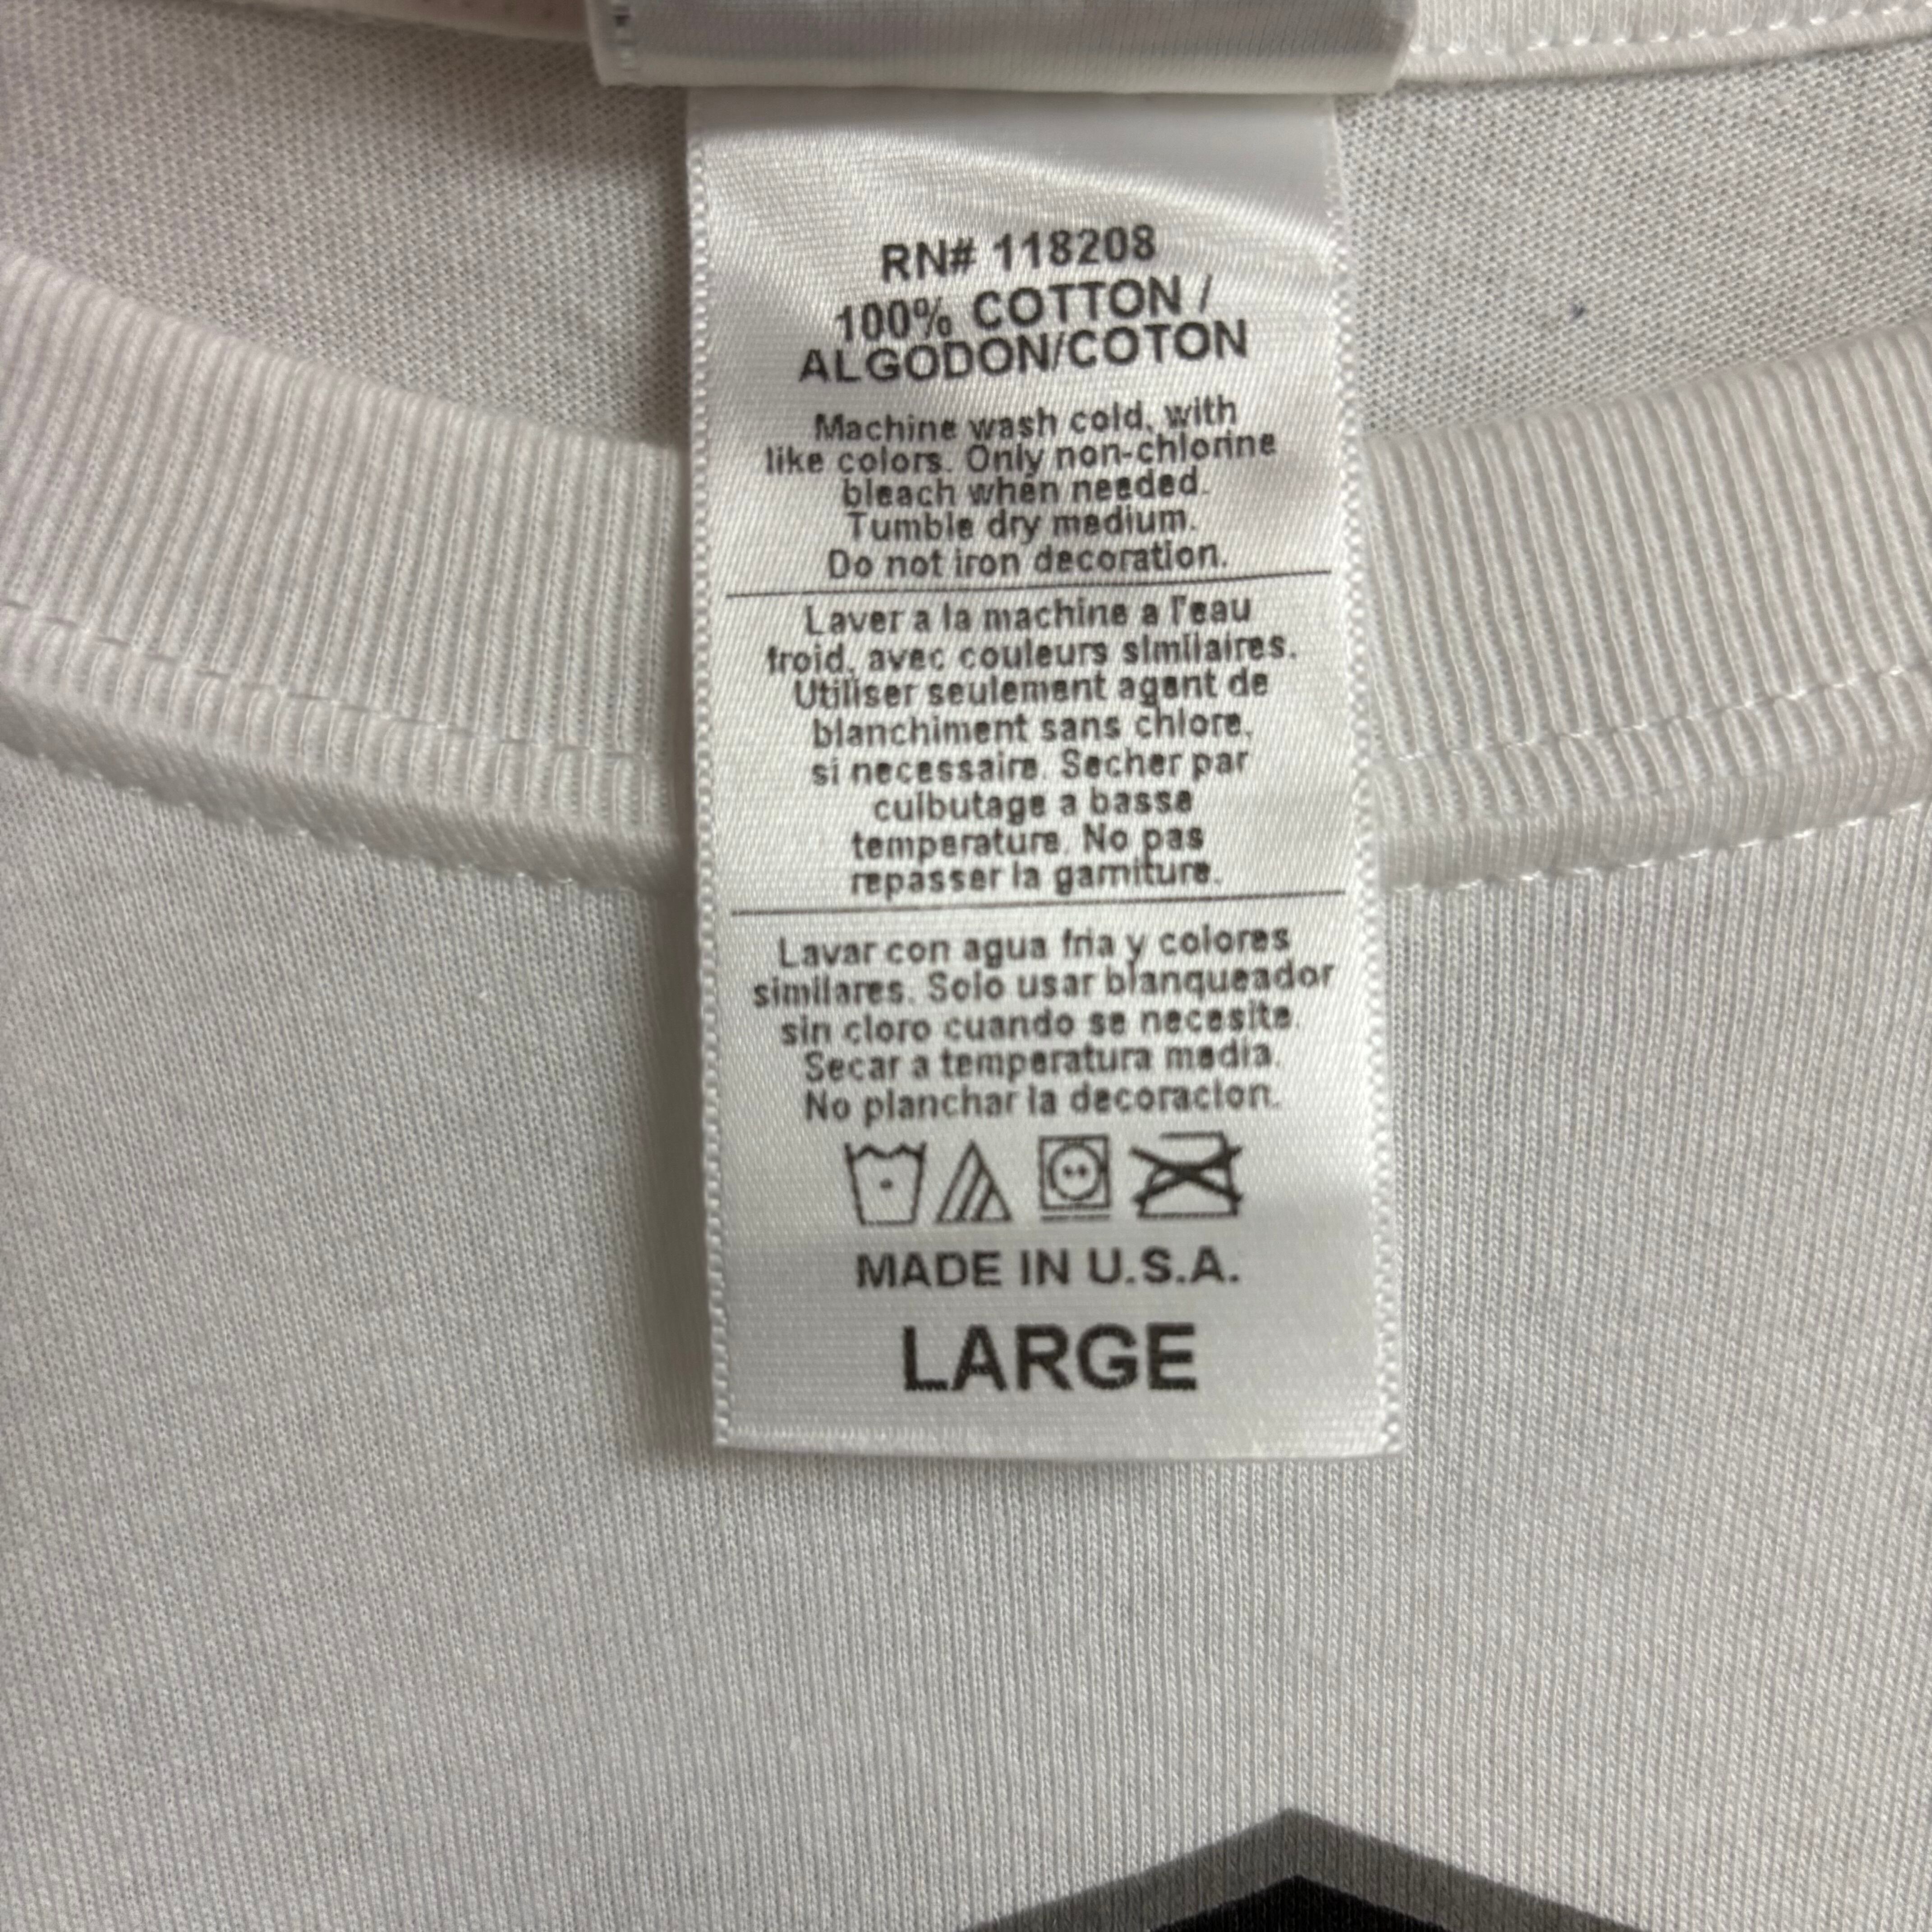 RN# 118208
100% COTTON /
ALGODON/COTON
Machine wash cold, with
like colors. Only non-chlorine
bleach when needed.
Tumble dry medium.
Do not iron decoration.
Laver a la machine a l'eau
froid, avec couleurs similaires.
Utiliser seulement agent de
blanchiment sans chlore,
si necessaire. Secher par
culbutage a basse
temperature. No pas
repasser la garniture.
Lavar con agua fria y colores
similares. Solo usar blanqueador
sin cloro cuando se necesite.
Secar a temperatura media.
No planchar la decoracion.
MADE IN U.S.A.
LARGE